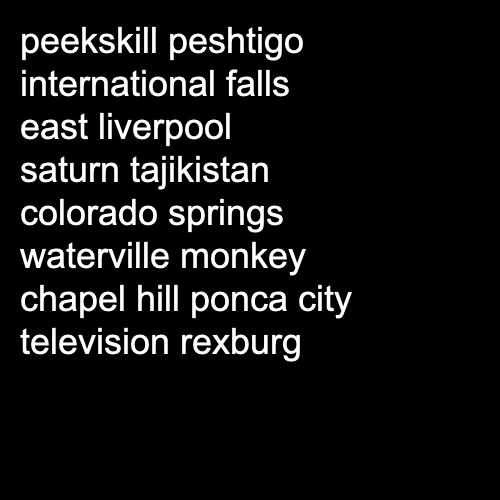 peekskill peshtigo
international falls
east liverpool
saturn tajikistan
colorado springs
waterville monkey
chapel hill ponca city
television rexburg